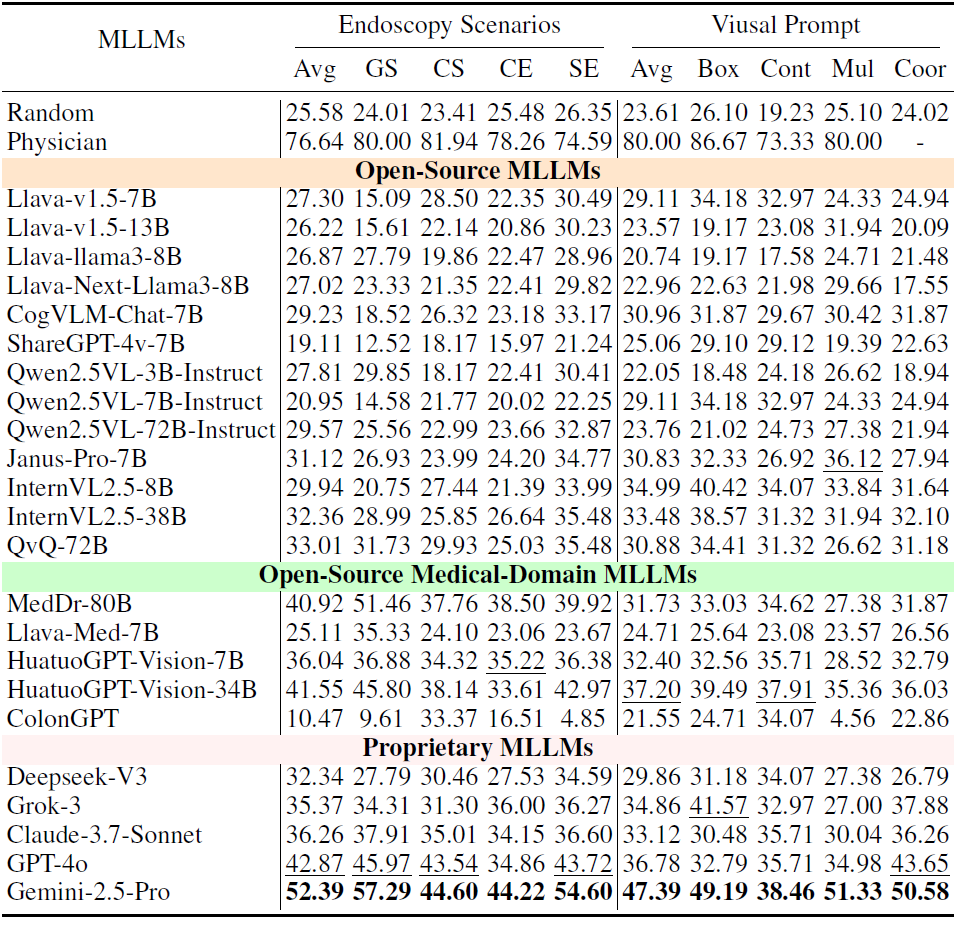 MLLMs Endoscopy Scenarios Viusal Prompt
Avg GS CS CE SE Avg Box Cont Mul Coor
Random 25.58 24.01 23.41 25.48 26.35 23.61 26.10 19.23 25.10 24.02
Physician 76.64 80.00 81.94 78.26 74.59 80.00 86.67 73.33 80.00 -
Open-Source MLLMs
Llava-v1.5-7B 27.30 15.09 28.50 22.35 30.49 29.11 34.18 32.97 24.33 24.94
Llava-v1.5-13B 26.22 15.61 22.14 20.86 30.23 23.57 19.17 23.08 31.94 20.09
Llava-llama3-8B 26.87 27.79 19.86 22.47 28.96 20.74 19.17 17.58 24.71 21.48
Llava-Next-Llama3-8B 27.02 23.33 21.35 22.41 29.82 22.96 22.63 21.98 29.66 17.55
CogVLM-Chat-7B 29.23 18.52 26.32 23.18 33.17 30.96 31.87 29.67 30.42 31.87
ShareGPT-4v-7B 19.11 12.52 18.17 15.97 21.24 25.06 29.10 29.12 19.39 22.63
Qwen2.5VL-3B-Instruct 27.81 29.85 18.17 22.41 30.41 22.05 18.48 24.18 26.62 18.94
Qwen2.5VL-7B-Instruct 20.95 14.58 21.77 20.02 22.25 29.11 34.18 32.97 24.33 24.94
Qwen2.5VL-72B-Instruct 29.57 25.56 22.99 23.66 32.87 23.76 21.02 24.73 27.38 21.94
Janus-Pro-7B 31.12 26.93 23.99 24.20 34.77 30.83 32.33 26.92 36.12 27.94
InternVL2.5-8B 29.94 20.75 27.44 21.39 33.99 34.99 40.42 34.07 33.84 31.64
InternVL2.5-38B 32.36 28.99 25.85 26.64 35.48 33.48 38.57 31.32 31.94 32.10
QvQ-72B 33.01 31.73 29.93 25.03 35.48 30.88 34.41 31.32 26.62 31.18
Open-Source Medical-Domain MLLMs
MedDr-80B 40.92 51.46 37.76 38.50 39.92 31.73 33.03 34.62 27.38 31.87
Llava-Med-7B 25.11 35.33 24.10 23.06 23.67 24.71 25.64 23.08 23.57 26.56
HuatuoGPT-Vision-7B 36.04 36.88 34.32 35.22 36.38 32.40 32.56 35.71 28.52 32.79
HuatuoGPT-Vision-34B 41.55 45.80 38.14 33.61 42.97 37.20 39.49 37.91 35.36 36.03
ColonGPT 10.47 9.61 33.37 16.51 4.85 21.55 24.71 34.07 4.56 22.86
Proprietary MLLMs
Deepseek-V3 32.34 27.79 30.46 27.53 34.59 29.86 31.18 34.07 27.38 26.79
Grok-3 35.37 34.31 31.30 36.00 36.27 34.86 41.57 32.97 27.00 37.88
Claude-3.7-Sonnet 36.26 37.91 35.01 34.15 36.60 33.12 30.48 35.71 30.04 36.26
GPT-4o 42.87 45.97 43.54 34.86 43.72 36.78 32.79 35.71 34.98 43.65
Gemini-2.5-Pro 52.39 57.29 44.60 44.22 54.60 47.39 49.19 38.46 51.33 50.58